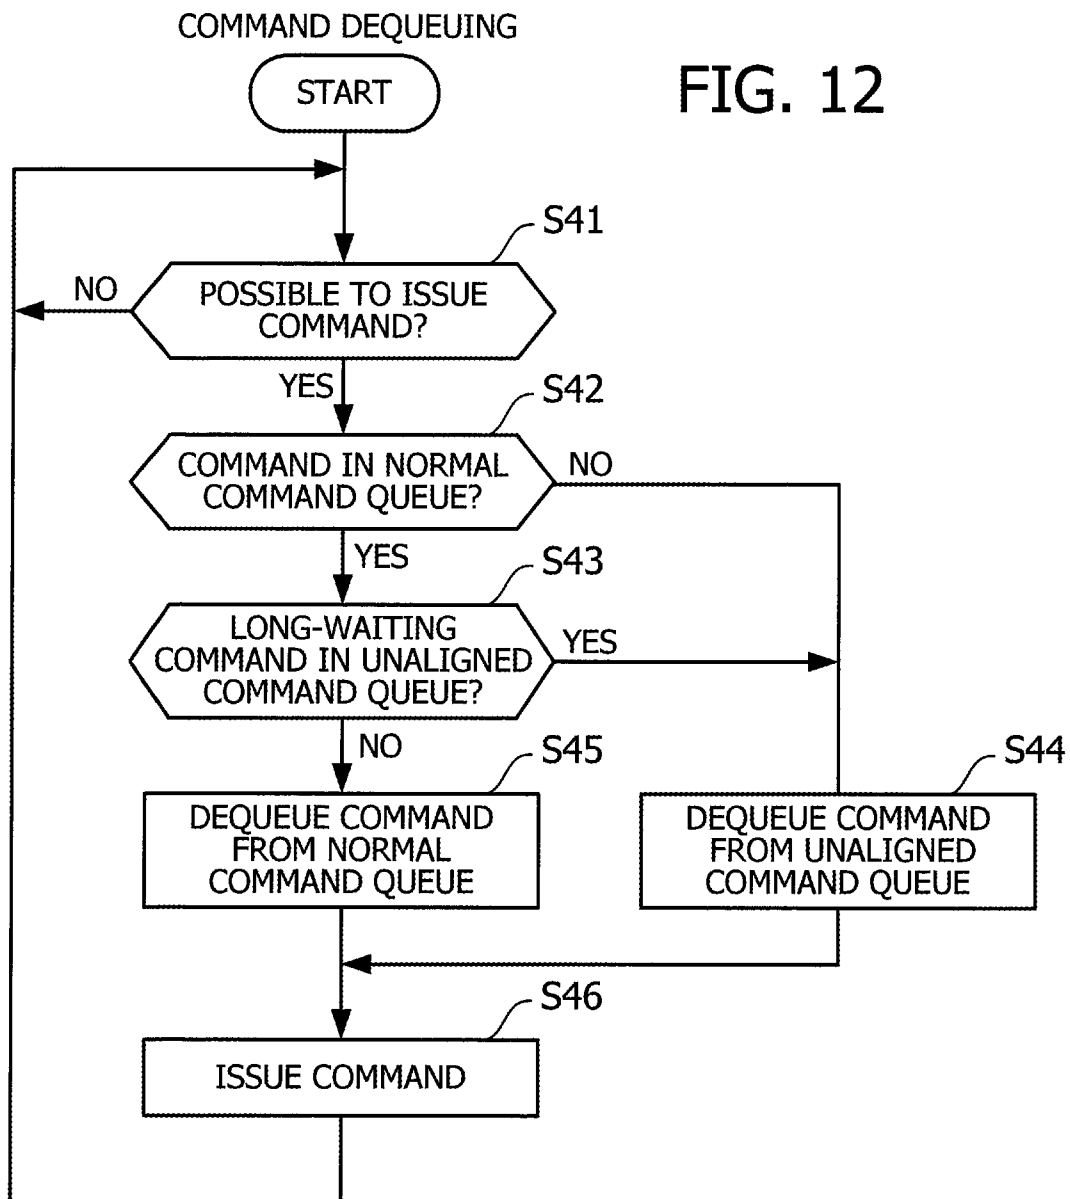 COMMAND DEQUEUING
START
FIG. 12
S41
POSSIBLE TO ISSUE
COMMAND?
NO
YES
S42
COMMAND IN NORMAL
COMMAND QUEUE?
NO
YES
S43
LONG-WAITING
COMMAND IN UNALIGNED
COMMAND QUEUE?
YES
NO
S45
DEQUEUE COMMAND
FROM NORMAL
COMMAND QUEUE
S44
DEQUEUE COMMAND
FROM UNALIGNED
COMMAND QUEUE
S46
ISSUE COMMAND